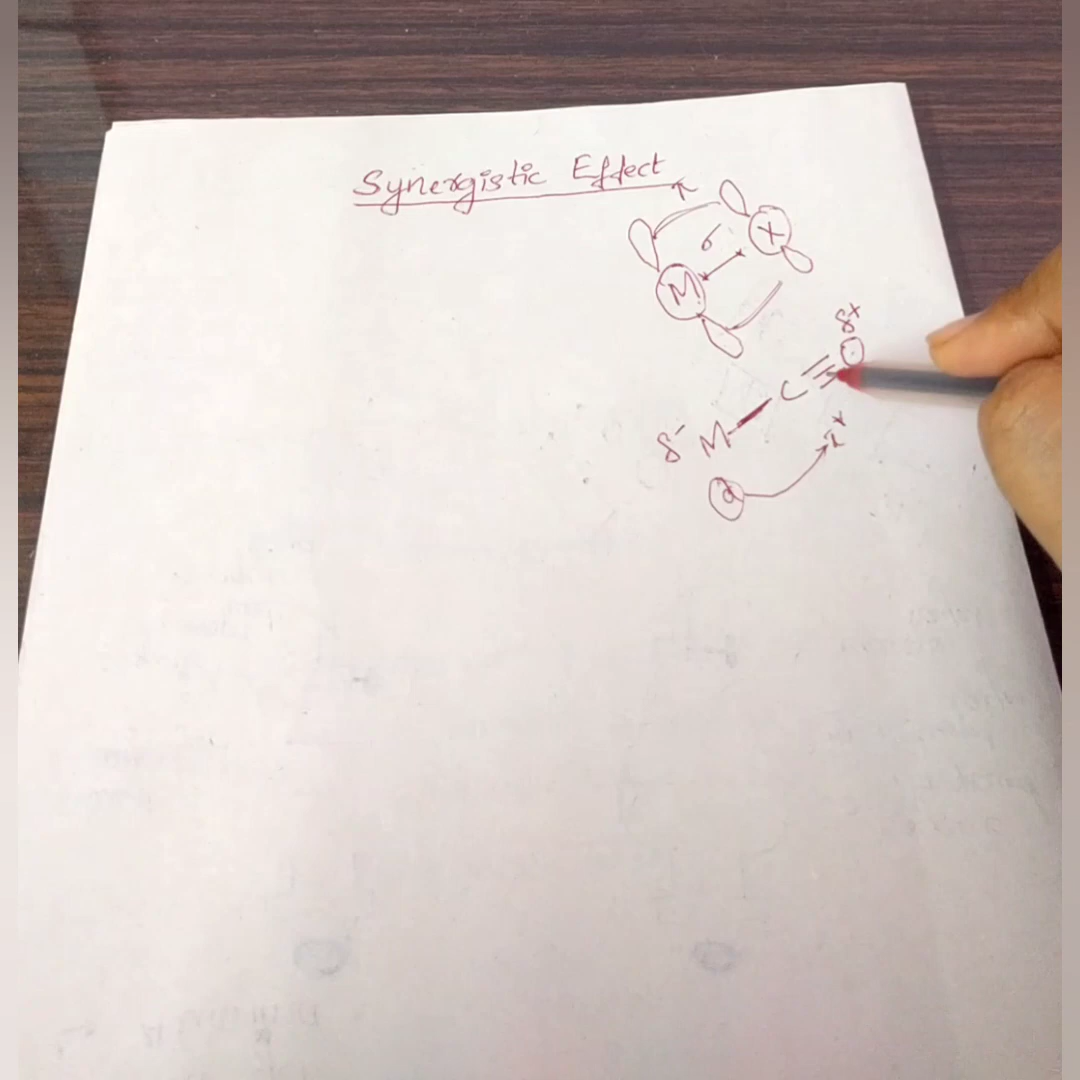 Synergistic Effect
X
σ
M
δ+
C≡O
δ- M
π*
d